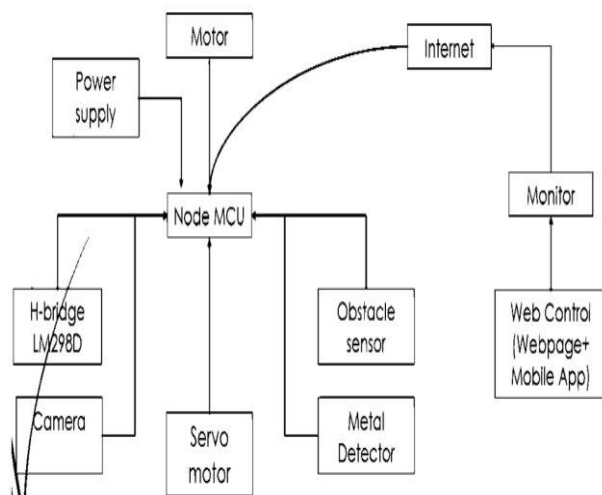 Motor
Internet
Power
supply
Monitor
Node MCU
H-bridge
LM298D
Obstacle
sensor
Web Control
(Webpage+
Mobile App)
Camera
Servo
motor
Metal
Detector